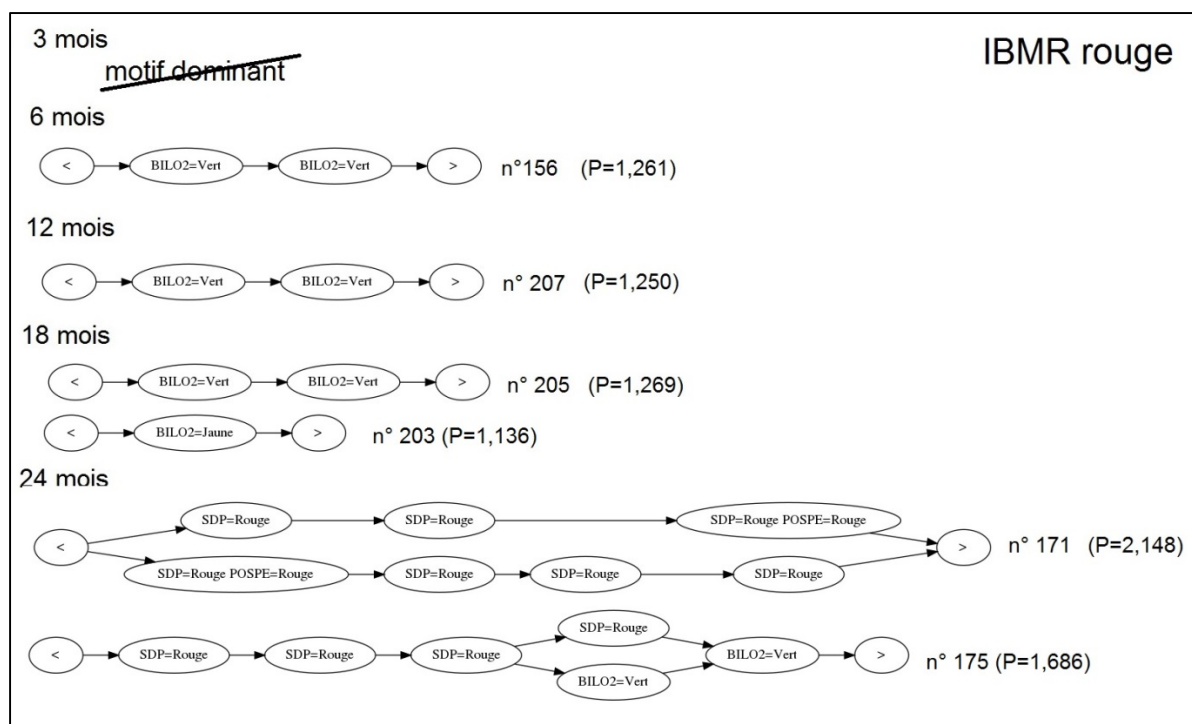 3 mois
IBMR rouge
motif dominant
6 mois
< BILO2=Vert BILO2=Vert > n°156 (P=1,261)
12 mois
< BILO2=Vert BILO2=Vert > n° 207 (P=1,250)
18 mois
< BILO2=Vert BILO2=Vert > n° 205 (P=1,269)
< BILO2=Jaune > n° 203 (P=1,136)
24 mois
SDP=Rouge SDP=Rouge SDP=Rouge POSPE=Rouge
< > n° 171 (P=2,148)
SDP=Rouge POSPE=Rouge SDP=Rouge SDP=Rouge SDP=Rouge
SDP=Rouge
< SDP=Rouge SDP=Rouge SDP=Rouge BILO2=Vert > n° 175 (P=1,686)
BILO2=Vert